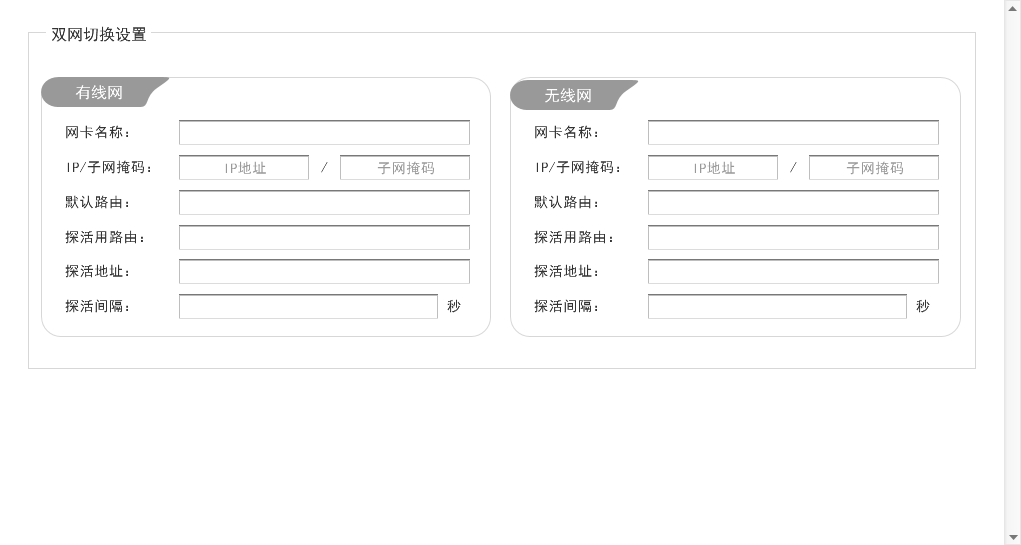 双网切换设置
有线网
网卡名称：
IP/子网掩码： IP地址 / 子网掩码
默认路由：
探活用路由：
探活地址：
探活间隔： 秒
无线网
网卡名称：
IP/子网掩码： IP地址 / 子网掩码
默认路由：
探活用路由：
探活地址：
探活间隔： 秒